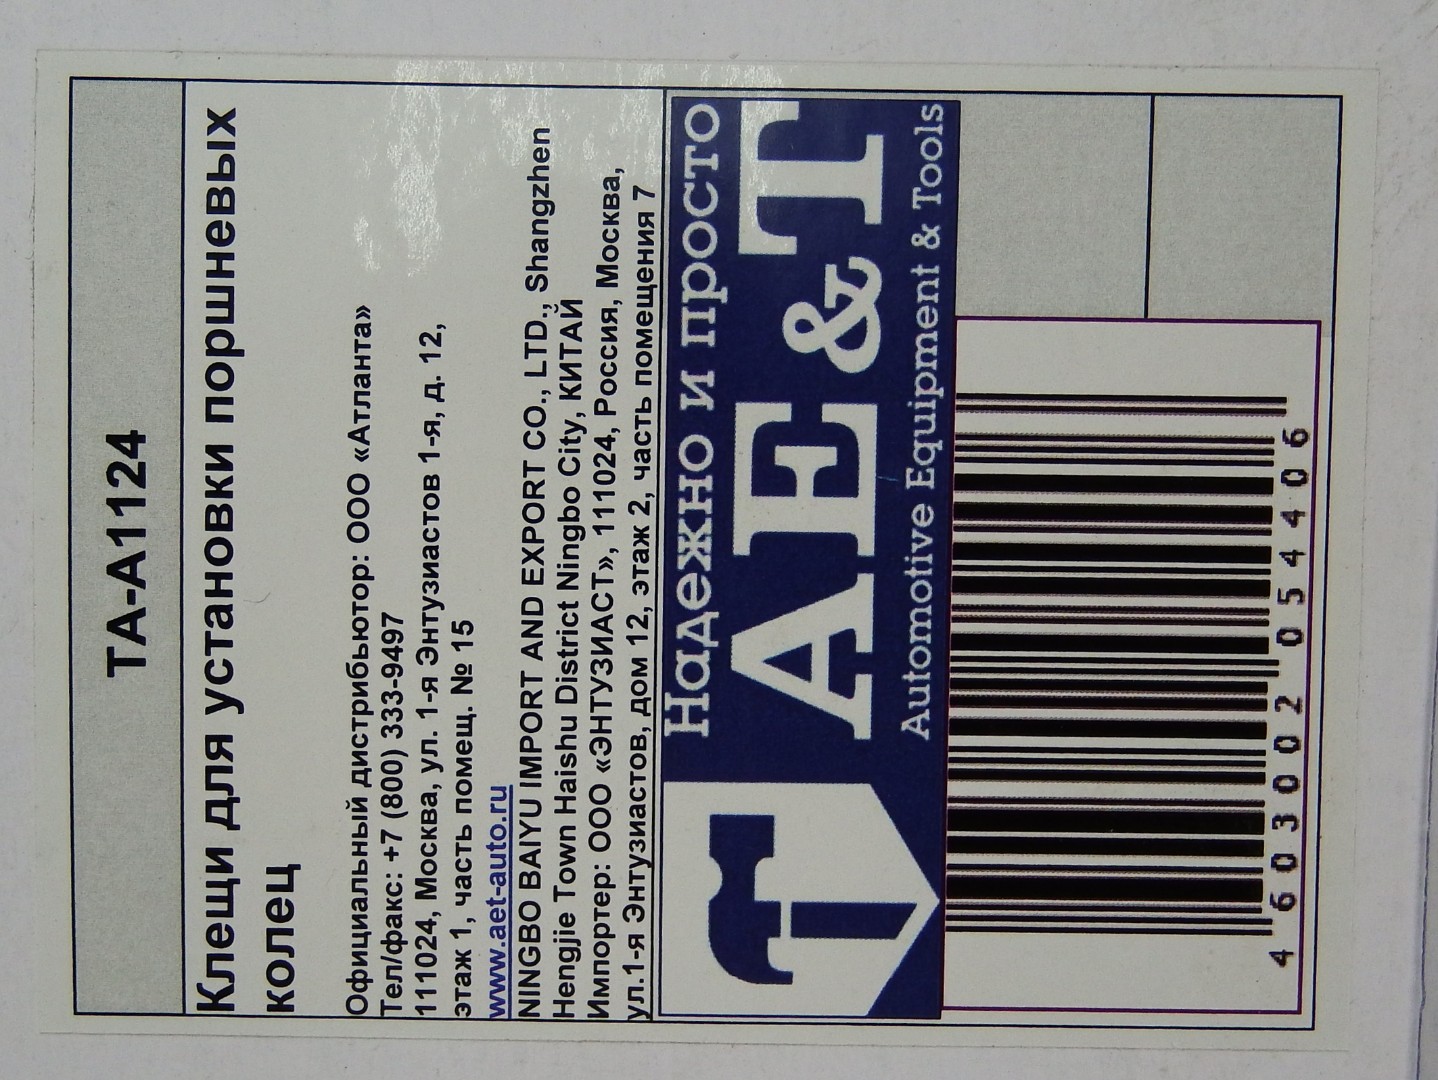 TA-A1124
Клещи для установки поршневых
колец
Официальный дистрибьютор: ООО «Атланта»
Тел/факс: +7 (800) 333-9497
111024, Москва, ул. 1-я Энтузиастов 1-я, д. 12,
этаж 1, часть помещ. № 15
www.aet-auto.ru
NINGBO BAIYU IMPORT AND EXPORT CO., LTD., Shangzhen
Hengjie Town Haishu District Ningbo City, КИТАЙ
Импортер: ООО «ЭНТУЗИАСТ», 111024, Россия, Москва,
ул.1-я Энтузиастов, дом 12, этаж 2, часть помещения 7
Надежно и просто
AE&T
Automotive Equipment & Tools
4 603002 054406